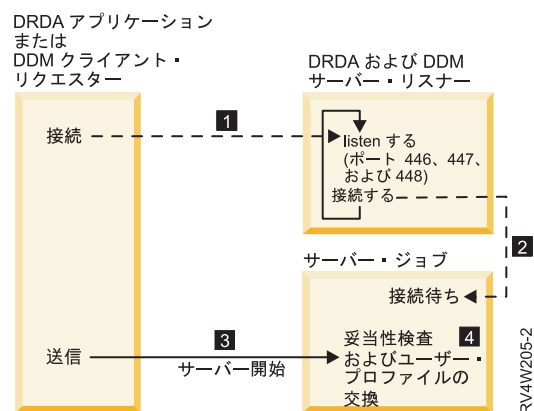 DRDA アプリケーション
または
DDM クライアント・
リクエスター
接続
1
DRDA および DDM
サーバー・リスナー
listen する
(ポート 446、447、
および 448)
接続する
2
サーバー・ジョブ
接続待ち
送信
3
サーバー開始
妥当性検査 4
およびユーザー・
プロファイルの
交換
RV4W205-2